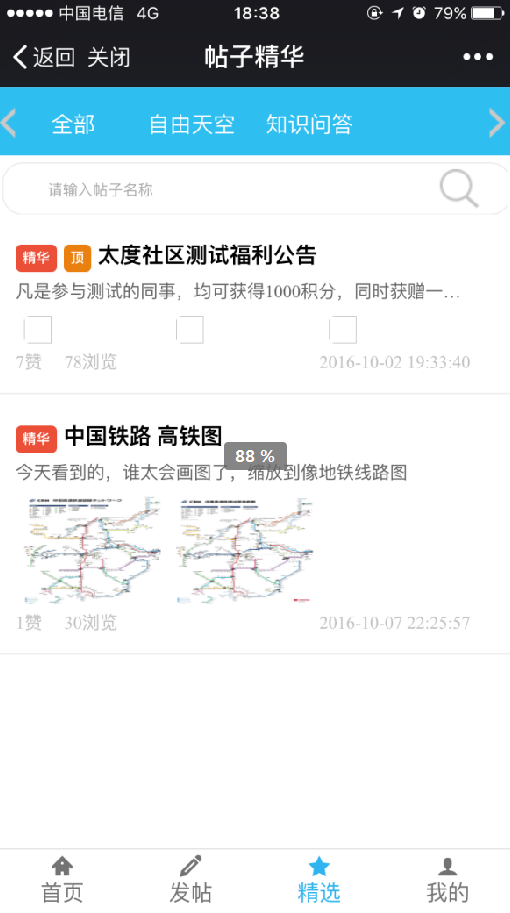 中国电信 4G 18:38 79%
返回 关闭 帖子精华
全部 自由天空 知识问答
请输入帖子名称
精华 顶 太度社区测试福利公告
凡是参与测试的同事，均可获得1000积分，同时获赠一…
7赞 78浏览 2016-10-02 19:33:40
精华 中国铁路 高铁图
88 %
今天看到的，谁太会画图了，缩放到像地铁线路图
1赞 30浏览 2016-10-07 22:25:57
首页 发帖 精选 我的